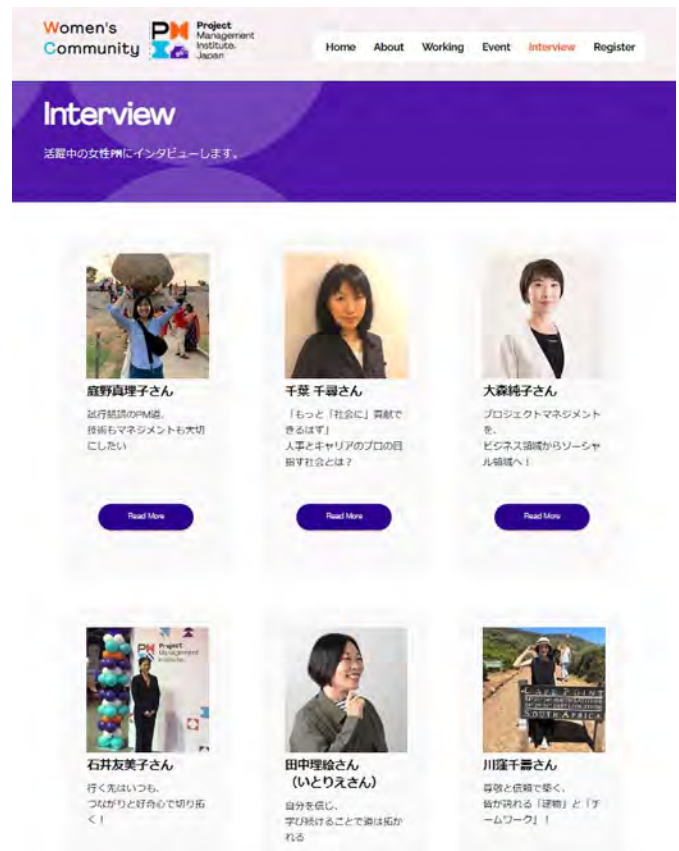 Women's
Community
Project
Management
Institute.
Japan
Home About Working Event Interview Register
Interview
活躍中の女性PMにインタビューします。
庭野真理子さん
試行錯誤のPM道、
技術もマネジメントも大切
にしたい
Read More
千葉 千尋さん
「もっと「社会に」貢献で
きるはず」
人事とキャリアのプロの目
指す社会とは？
Read More
大森純子さん
プロジェクトマネジメント
を、
ビジネス領域からソーシャ
ル領域へ！
Read More
Project
Management
Institute.
石井友美子さん
行く先はいつも、
つながりと好奇心で切り拓
く！
田中理絵さん
（いとりえさん）
自分を信じ、
学び続けることで道は拓か
れる
CAPE POINT
SOUTH AFRICA
川窪千壽さん
尊敬と信頼で築く、
皆が誇れる「建物」と「チ
ームワーク」！